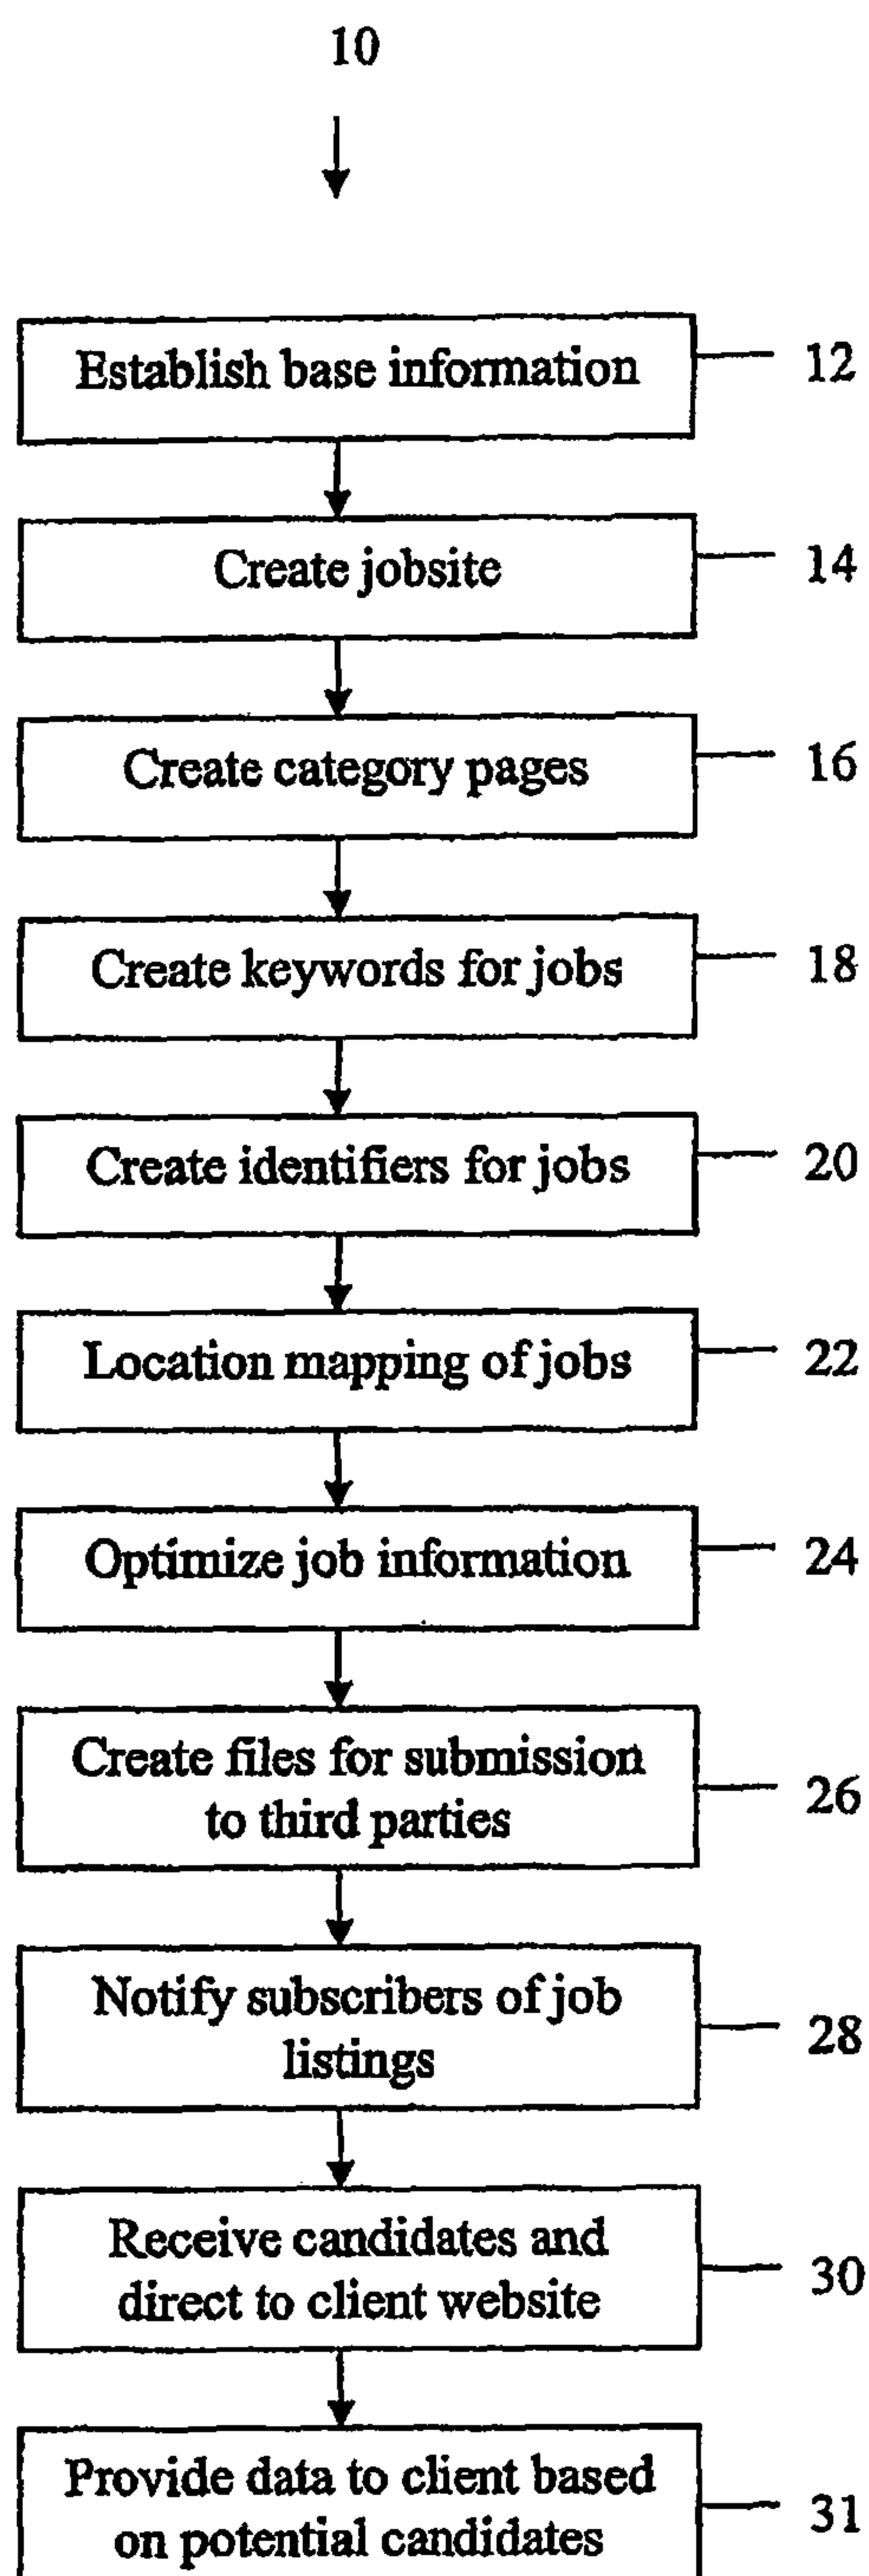 10
Establish base information 12
Create jobsite 14
Create category pages 16
Create keywords for jobs 18
Create identifiers for jobs 20
Location mapping of jobs 22
Optimize job information 24
Create files for submission
to third parties 26
Notify subscribers of job
listings 28
Receive candidates and
direct to client website 30
Provide data to client based
on potential candidates 31